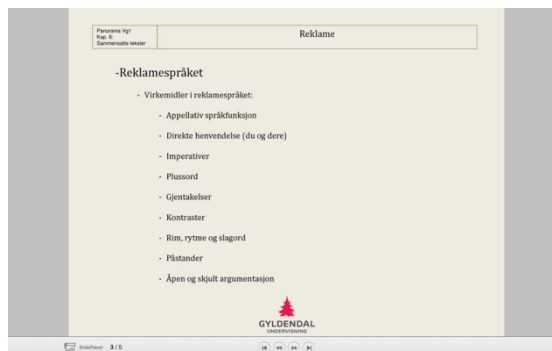 Panorama Vg1
Kap. 6:
Sammensatte tekster
Reklame
-Reklamespråket
- Virkemidler i reklamespråket:
- Appellativ språkfunksjon
- Direkte henvendelse (du og dere)
- Imperativer
- Plussord
- Gjentakelser
- Kontraster
- Rim, rytme og slagord
- Påstander
- Åpen og skjult argumentasjon
GYLDENDAL
UNDERVISNING
SlidePlayer 3 / 5